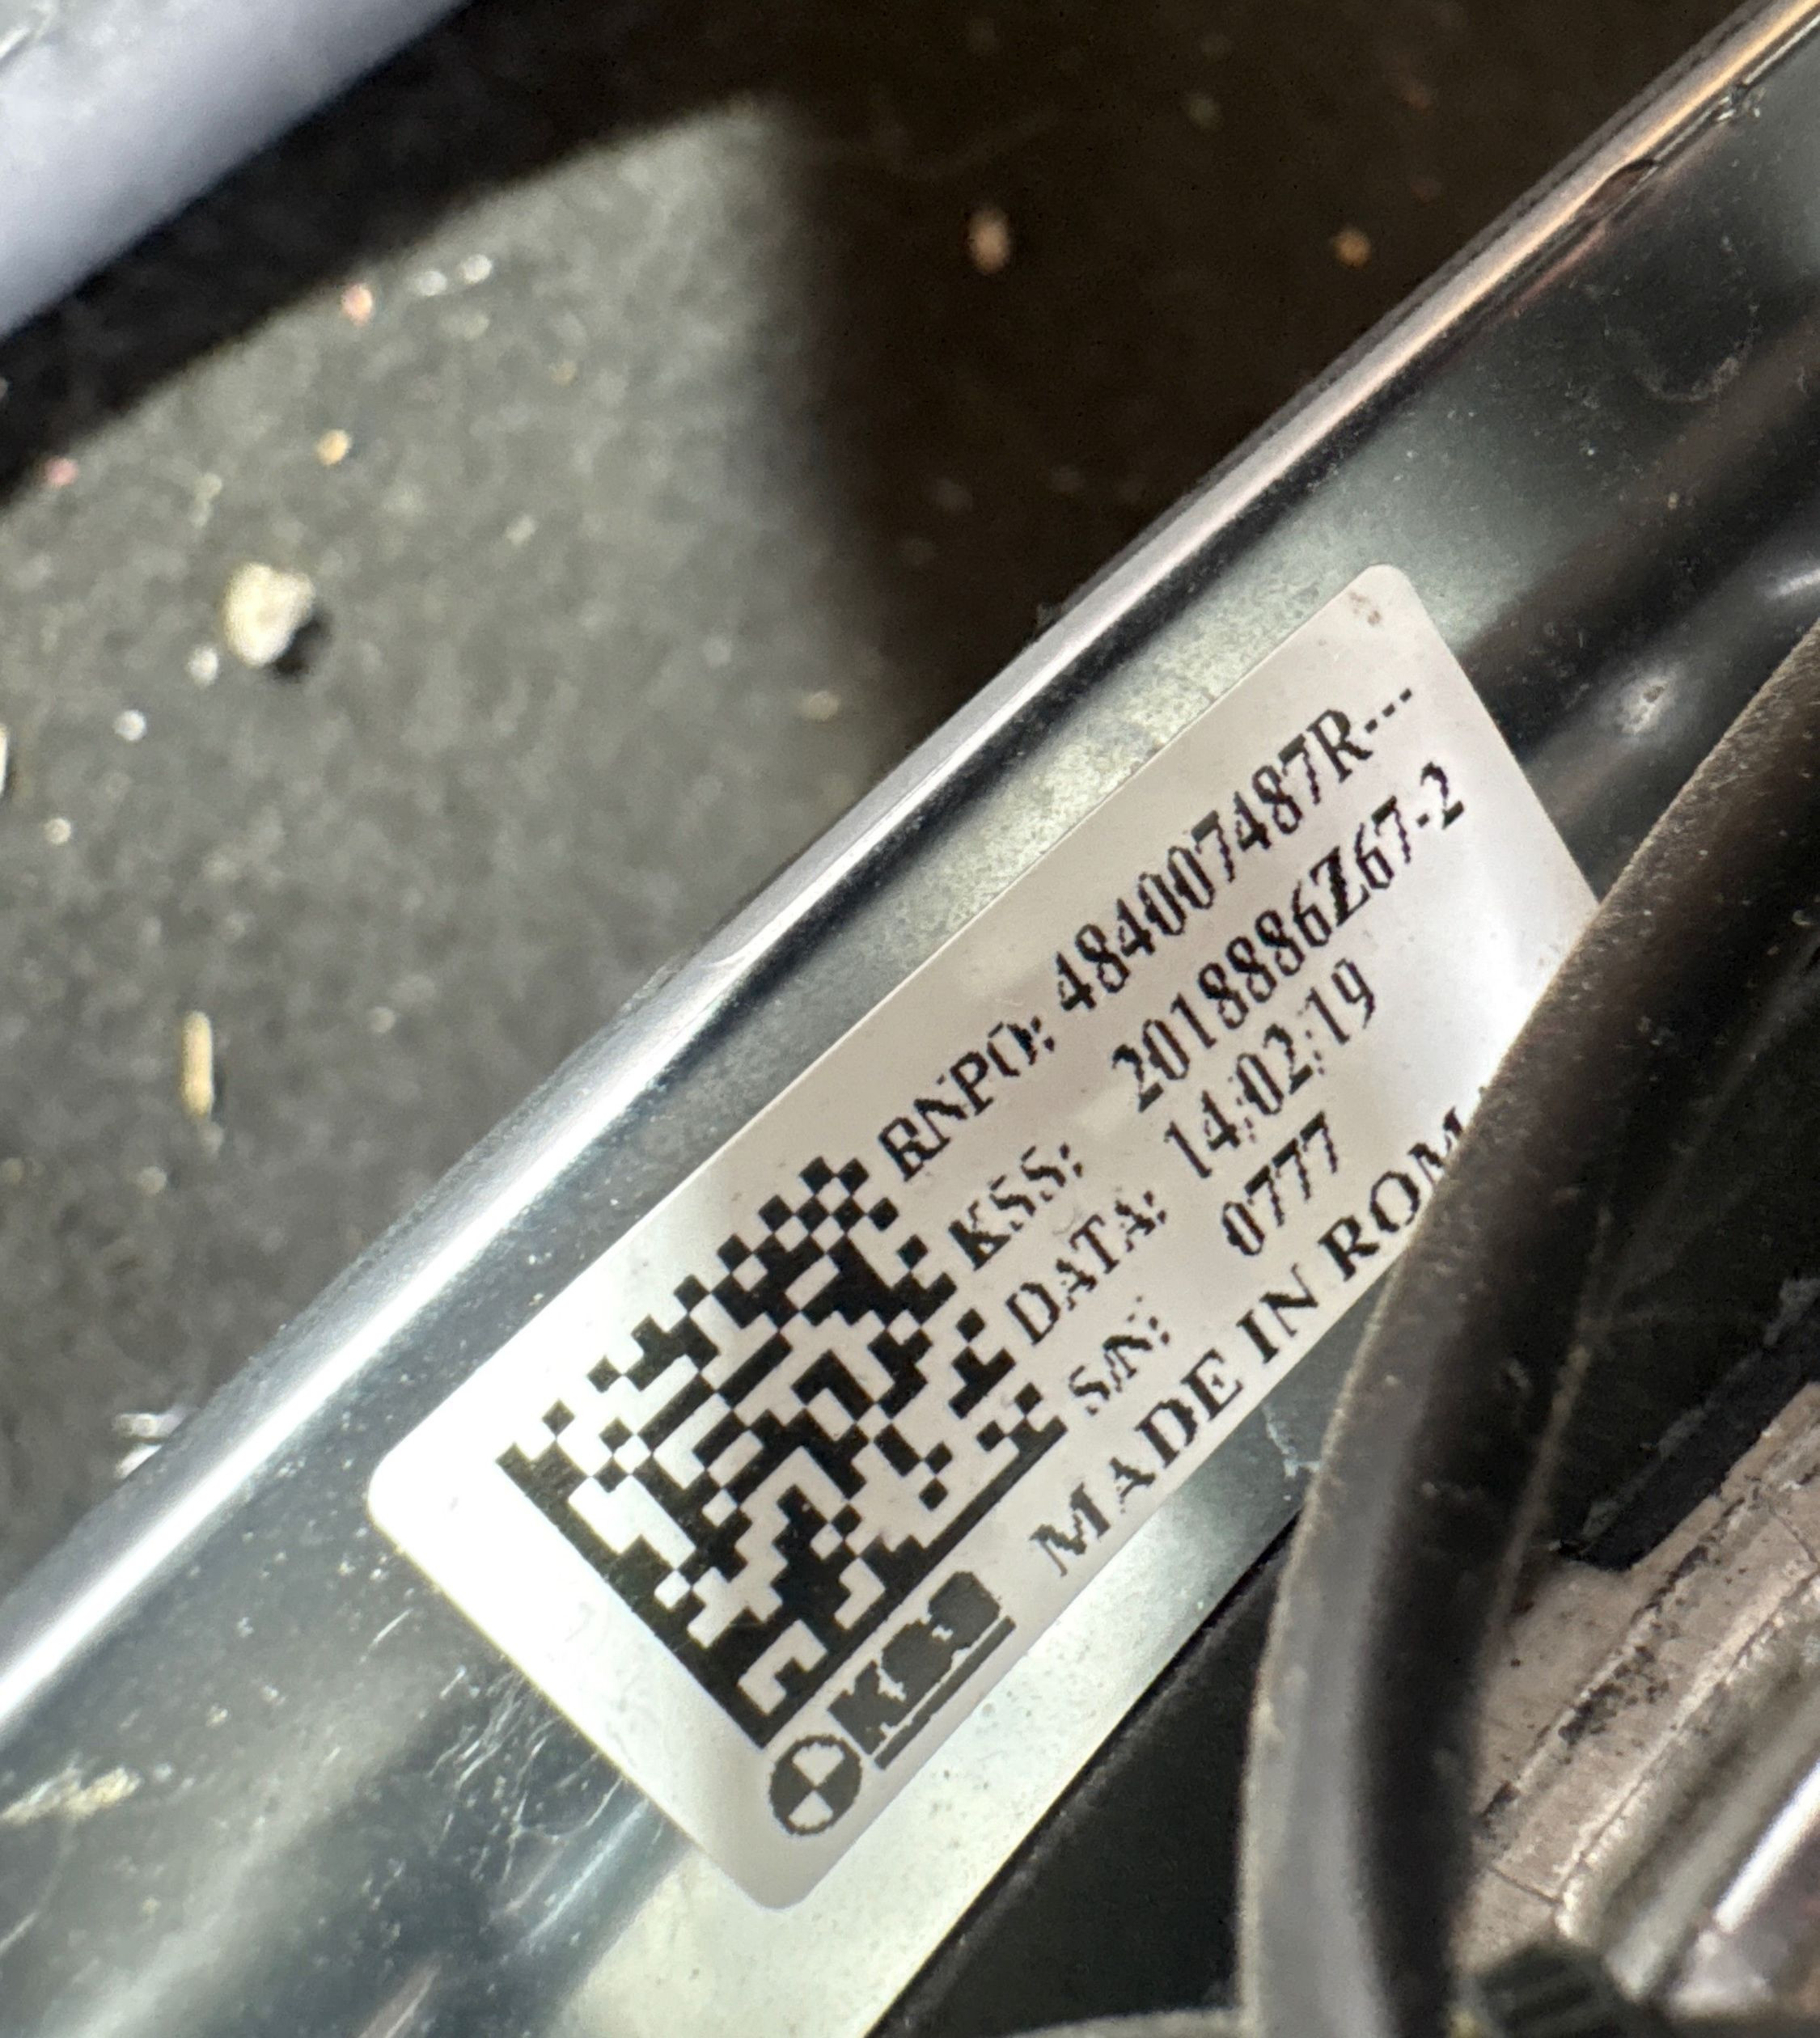 RNPO: 484007487R---
KSS: 2018886Z67-2
DATA: 14:02:19
S/N: 0777
MADE IN ROM
KSS